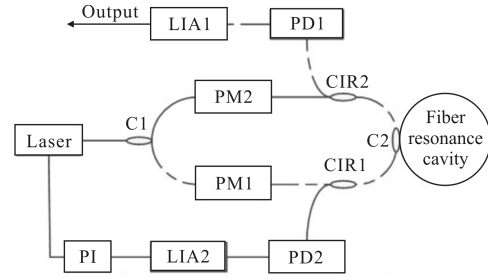 Output
LIA1
PD1
C1
PM2
CIR2
Laser
C2
Fiber
resonance
cavity
PM1
CIR1
PI
LIA2
PD2